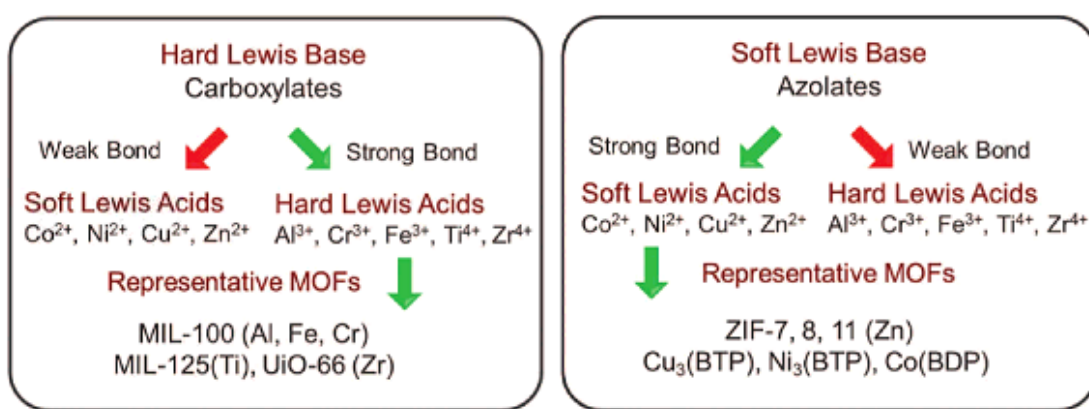 Hard Lewis Base
Carboxylates
Weak Bond
Strong Bond
Soft Lewis Acids
Hard Lewis Acids
Co²⁺, Ni²⁺, Cu²⁺, Zn²⁺
Al³⁺, Cr³⁺, Fe³⁺, Ti⁴⁺, Zr⁴⁺
Representative MOFs
MIL-100 (Al, Fe, Cr)
MIL-125(Ti), UiO-66 (Zr)
Soft Lewis Base
Azolates
Strong Bond
Weak Bond
Soft Lewis Acids
Hard Lewis Acids
Co²⁺, Ni²⁺, Cu²⁺, Zn²⁺
Al³⁺, Cr³⁺, Fe³⁺, Ti⁴⁺, Zr⁴⁺
Representative MOFs
ZIF-7, 8, 11 (Zn)
Cu₃(BTP), Ni₃(BTP), Co(BDP)